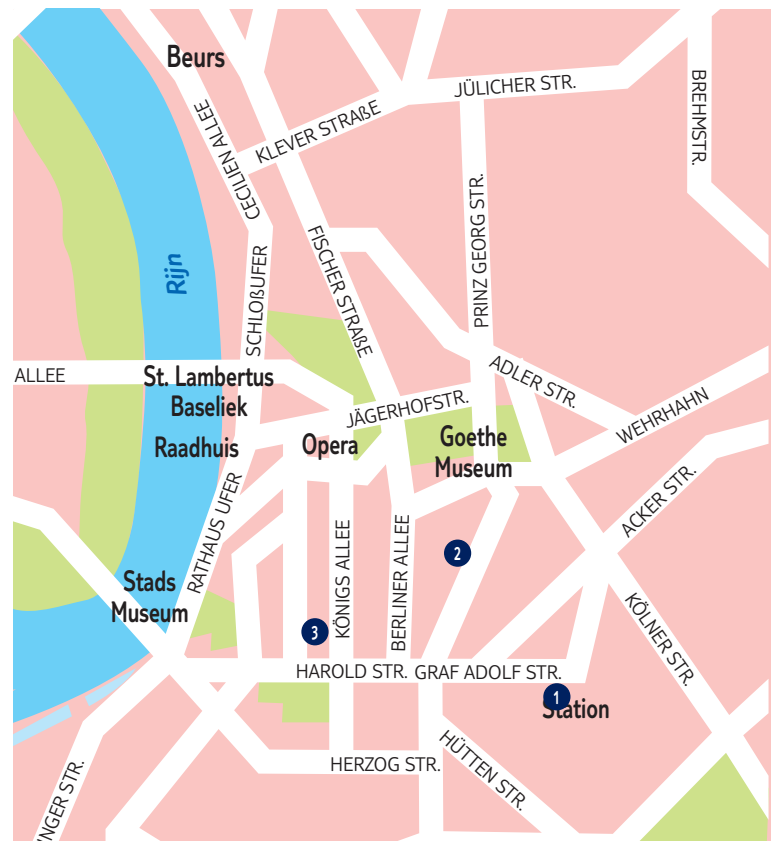 Beurs
JÜLICHER STR.
BREHMSTR.
CECILIEN ALLEE
KLEVER STRAßE
FISCHER STRAßE
PRINZ GEORG STR.
Rijn
SCHLOßUFER
ALLEE
St. Lambertus
Baseliek
ADLER STR.
JÄGERHOFSTR.
WEHRHAHN
Raadhuis
Opera
Goethe
Museum
ACKER STR.
RATHAUS UFER
KÖNIGS ALLEE
BERLINER ALLEE
2
Stads
Museum
3
KÖLNER STR.
HAROLD STR.
GRAF ADOLF STR.
1
Station
HERZOG STR.
HÜTTEN STR.
INGER STR.